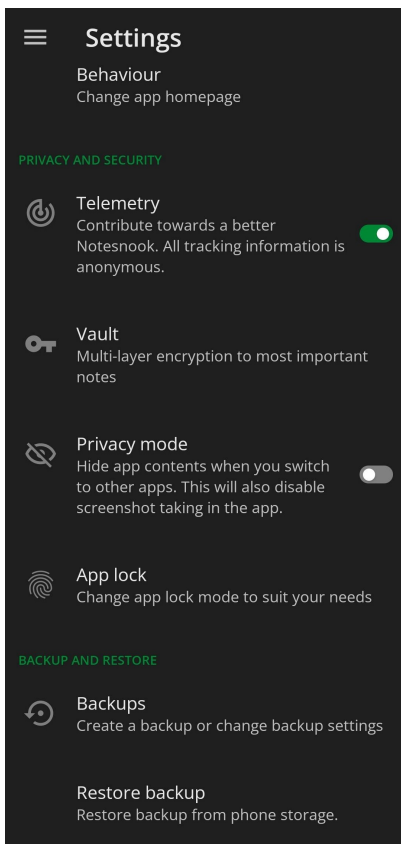 Settings
Behaviour
Change app homepage
PRIVACY AND SECURITY
Telemetry
Contribute towards a better
Notesnook. All tracking information is
anonymous.
Vault
Multi-layer encryption to most important
notes
Privacy mode
Hide app contents when you switch
to other apps. This will also disable
screenshot taking in the app.
App lock
Change app lock mode to suit your needs
BACKUP AND RESTORE
Backups
Create a backup or change backup settings
Restore backup
Restore backup from phone storage.